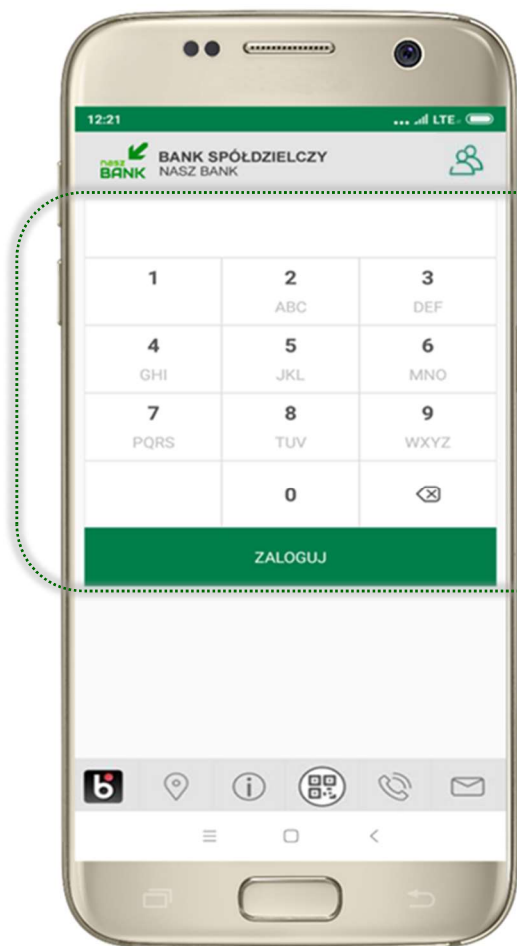 12:21 ... LTE
nasz BANK
BANK SPÓŁDZIELCZY
NASZ BANK
1 2 3
ABC DEF
4 5 6
GHI JKL MNO
7 8 9
PQRS TUV WXYZ
0
ZALOGUJ
b